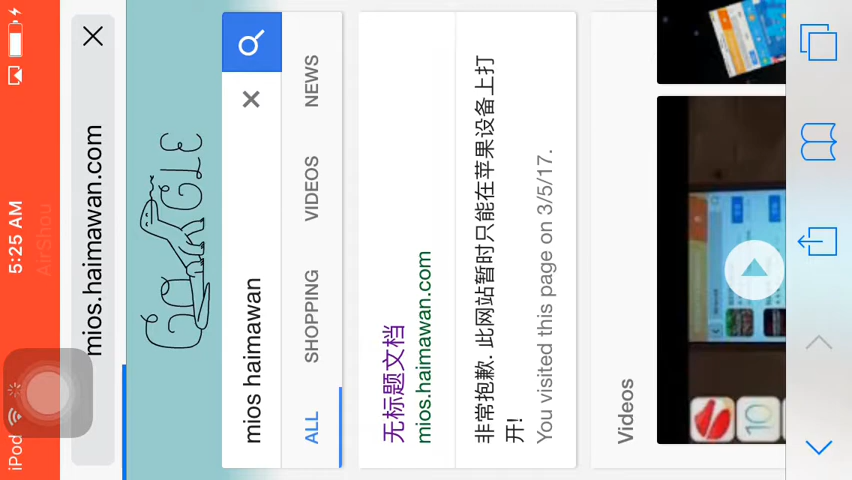 iPod
5:25 AM
AirShou
mios.haimawan.com
mios haimawan
ALL
SHOPPING
VIDEOS
NEWS
无标题文档
mios.haimawan.com
非常抱歉. 此网站暂时只能在苹果设备上打
开!
You visited this page on 3/5/17.
Videos
10